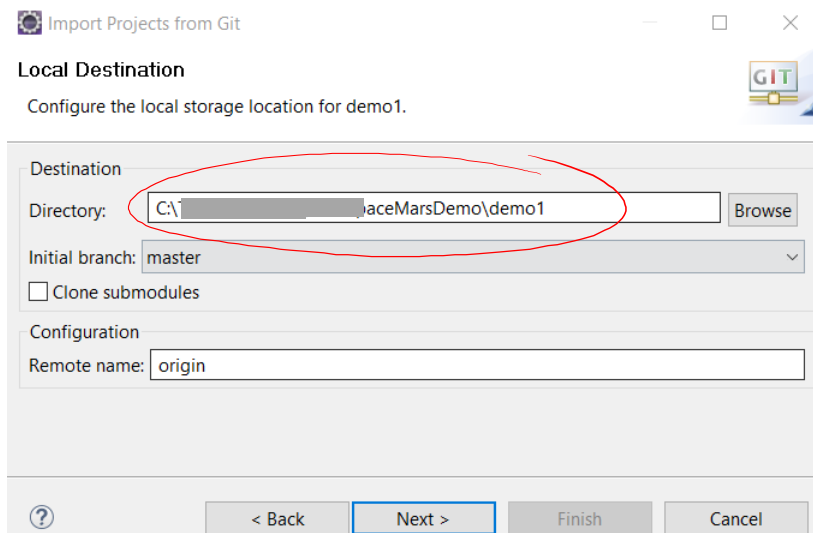 Import Projects from Git
Local Destination
GIT
Configure the local storage location for demo1.
Destination
Directory: C:\ paceMarsDemo\demo1 Browse
Initial branch: master
Clone submodules
Configuration
Remote name: origin
? < Back Next > Finish Cancel